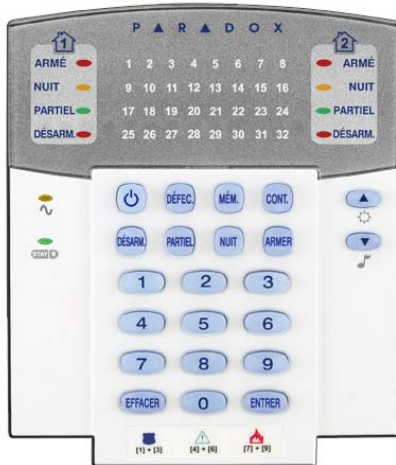 PARADOX
1 2
ARMÉ 1 2 3 4 5 6 7 8 ARMÉ
NUIT 9 10 11 12 13 14 15 16 NUIT
PARTIEL 17 18 19 20 21 22 23 24 PARTIEL
DÉSARM. 25 26 27 28 29 30 31 32 DÉSARM.
DÉFEC. MÉM. CONT.
DÉSARM. PARTIEL NUIT ARMER
STAY D
1 2 3
4 5 6
7 8 9
EFFACER 0 ENTRER
[1] + [3] [4] + [6] [7] + [9]